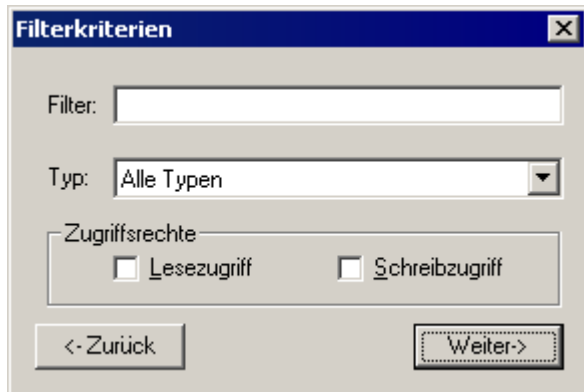 Filterkriterien
Filter:
Typ: Alle Typen
Zugriffsrechte
Lesezugriff Schreibzugriff
<- Zurück Weiter->